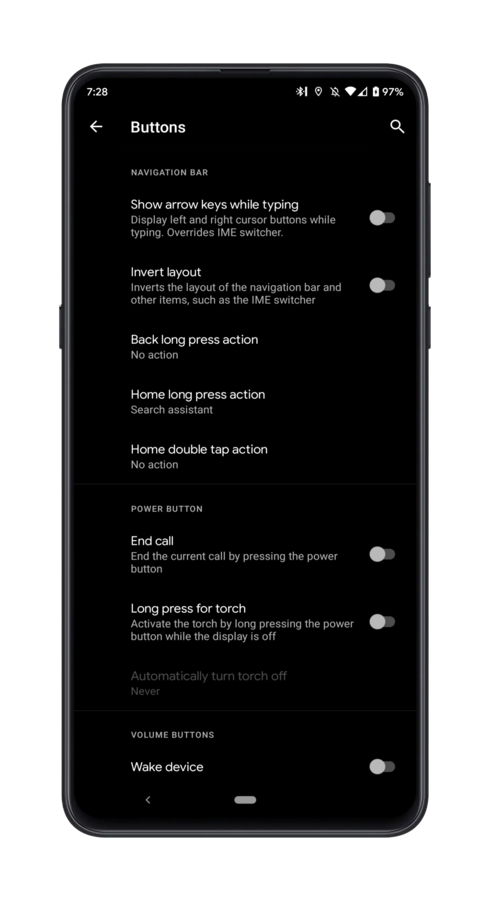 7:28
97%
Buttons
NAVIGATION BAR
Show arrow keys while typing
Display left and right cursor buttons while
typing. Overrides IME switcher.
Invert layout
Inverts the layout of the navigation bar and
other items, such as the IME switcher
Back long press action
No action
Home long press action
Search assistant
Home double tap action
No action
POWER BUTTON
End call
End the current call by pressing the power
button
Long press for torch
Activate the torch by long pressing the power
button while the display is off
Automatically turn torch off
Never
VOLUME BUTTONS
Wake device